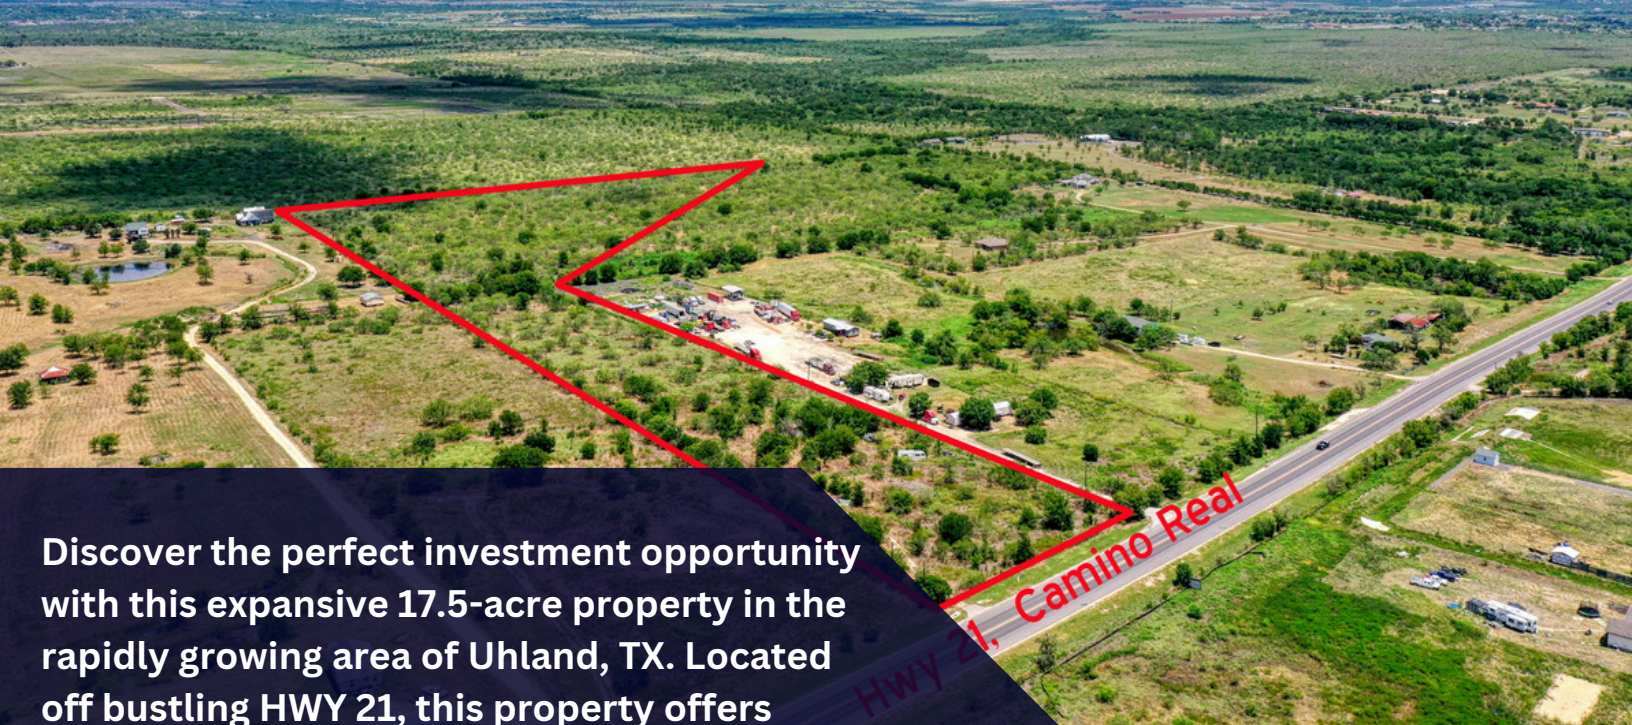 Hwy 21, Camino Real
Discover the perfect investment opportunity
with this expansive 17.5-acre property in the
rapidly growing area of Uhland, TX. Located
off bustling HWY 21, this property offers